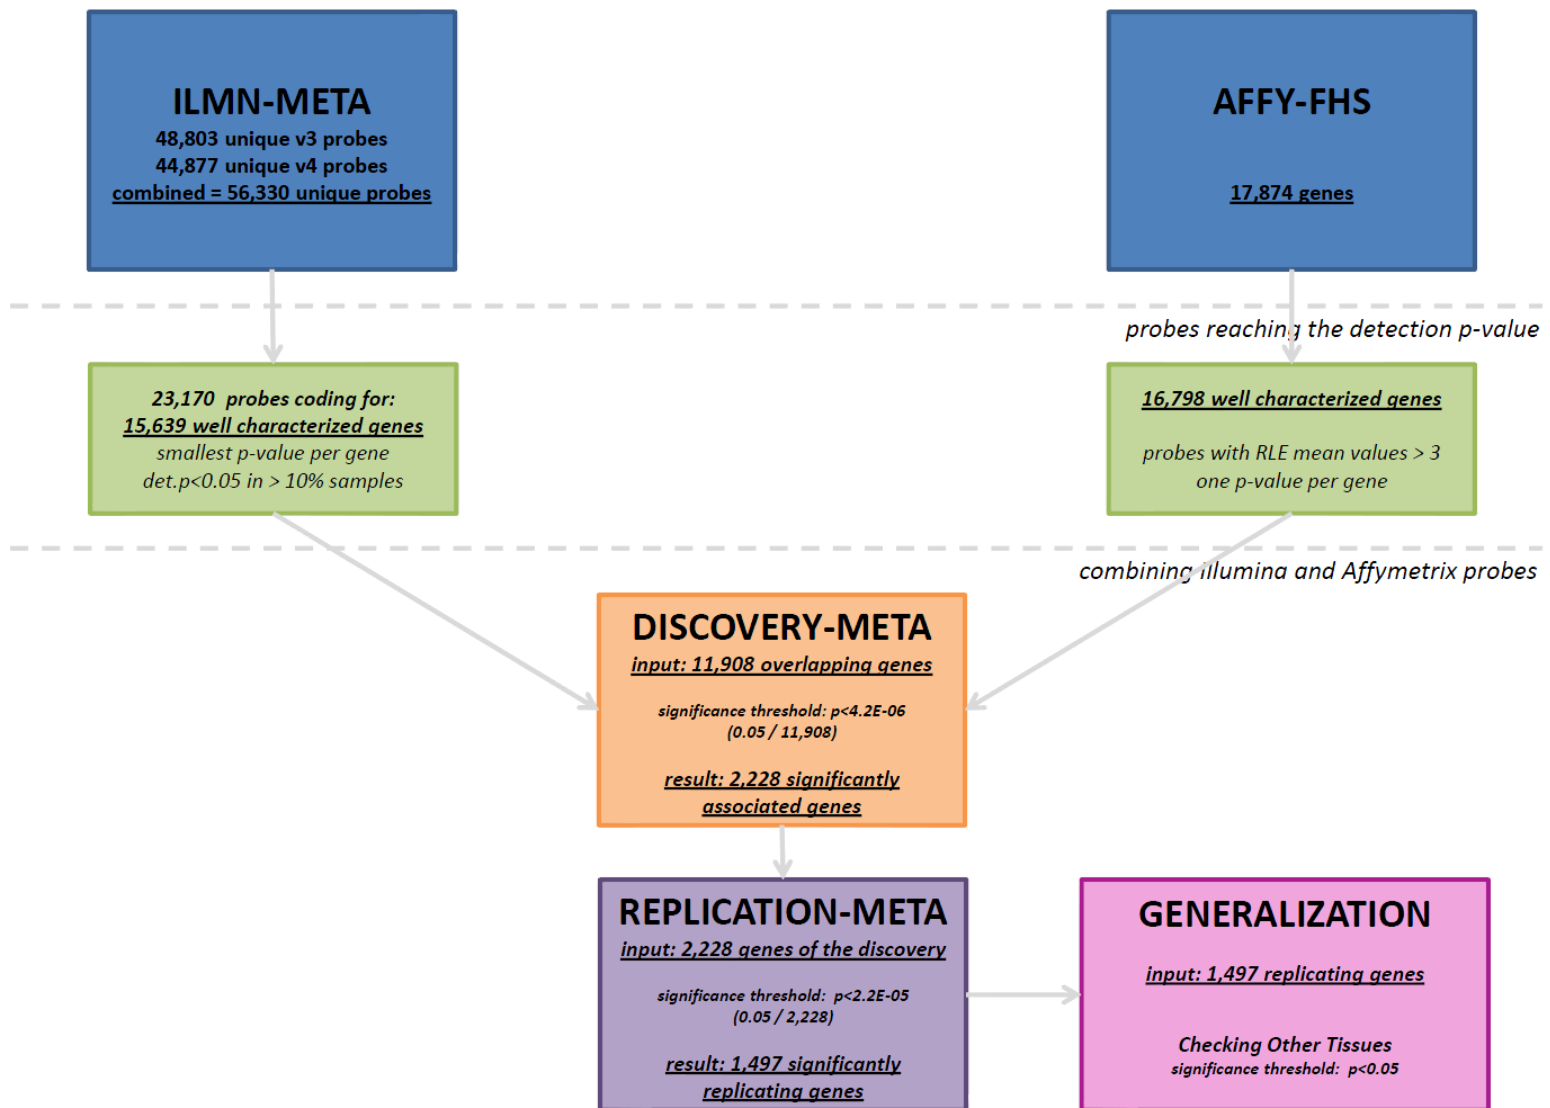 ILMN-META
48,803 unique v3 probes
44,877 unique v4 probes
combined = 56,330 unique probes
AFFY-FHS
17,874 genes
probes reaching the detection p-value
23,170 probes coding for:
15,639 well characterized genes
smallest p-value per gene
det.p<0.05 in > 10% samples
16,798 well characterized genes
probes with RLE mean values > 3
one p-value per gene
combining Illumina and Affymetrix probes
DISCOVERY-META
input: 11,908 overlapping genes
significance threshold: p<4.2E-06
(0.05 / 11,908)
result: 2,228 significantly
associated genes
REPLICATION-META
input: 2,228 genes of the discovery
significance threshold: p<2.2E-05
(0.05 / 2,228)
result: 1,497 significantly
replicating genes
GENERALIZATION
input: 1,497 replicating genes
Checking Other Tissues
significance threshold: p<0.05